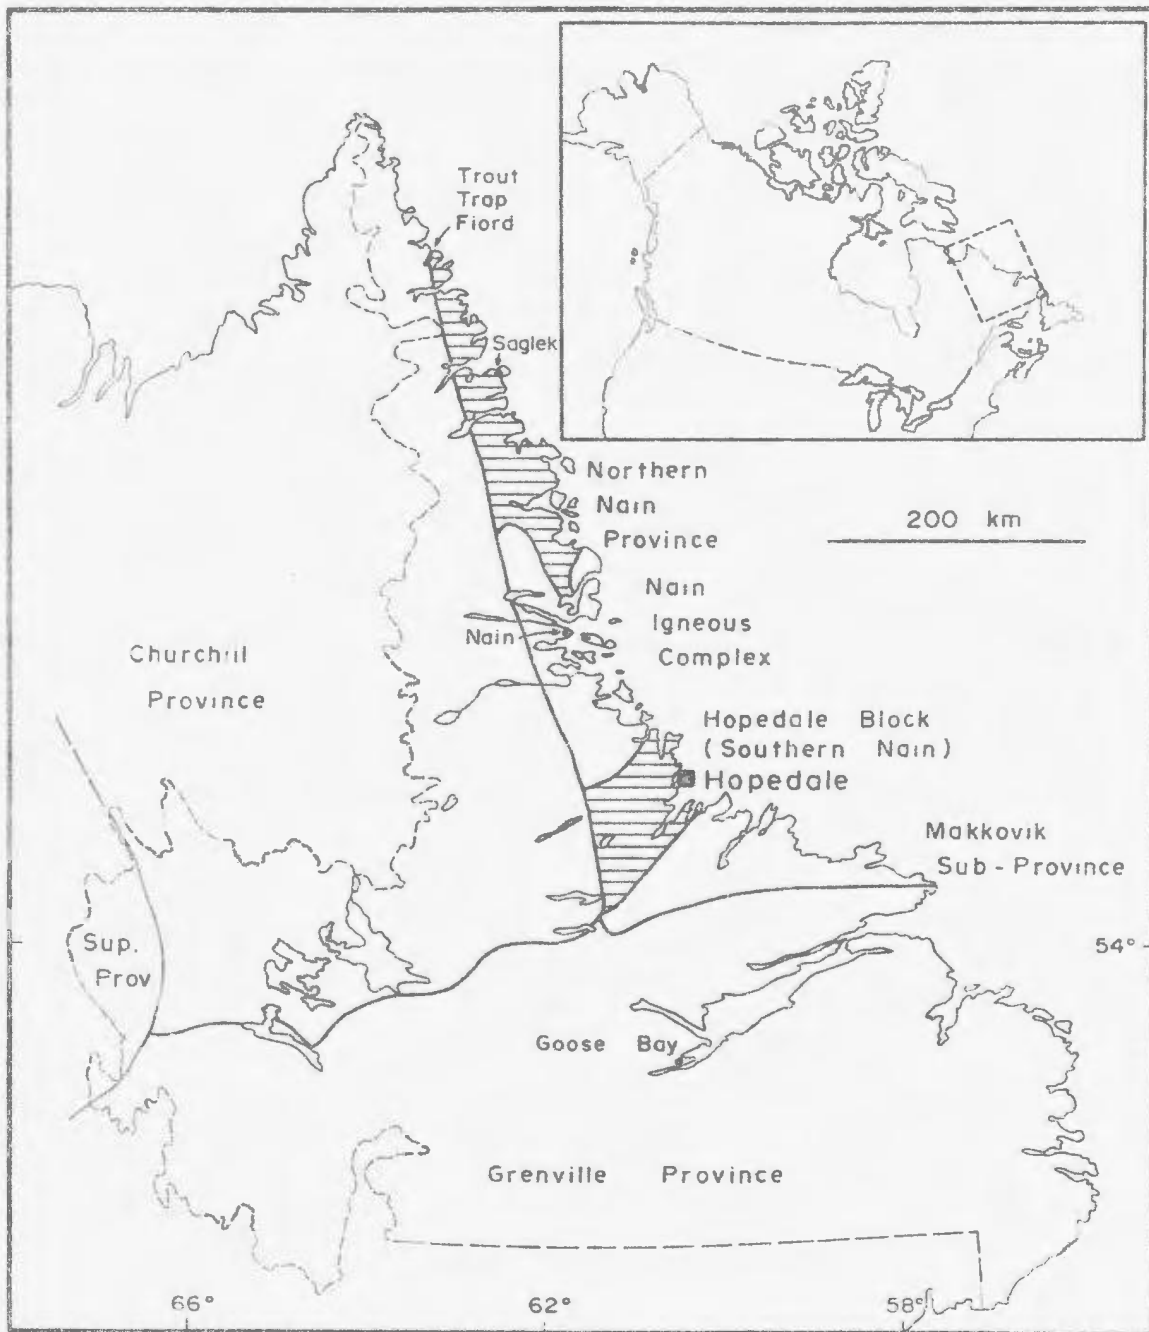 Trout
Trap
Fiord
Saglek
Northern
Nain
Province
200 km
Nain
Igneous
Complex
Nain
Churchill
Province
Hopedale Block
(Southern Nain)
Hopedale
Makkovik
Sub-Province
Sup.
Prov
54°
Goose Bay
Grenville Province
66°
62°
58°